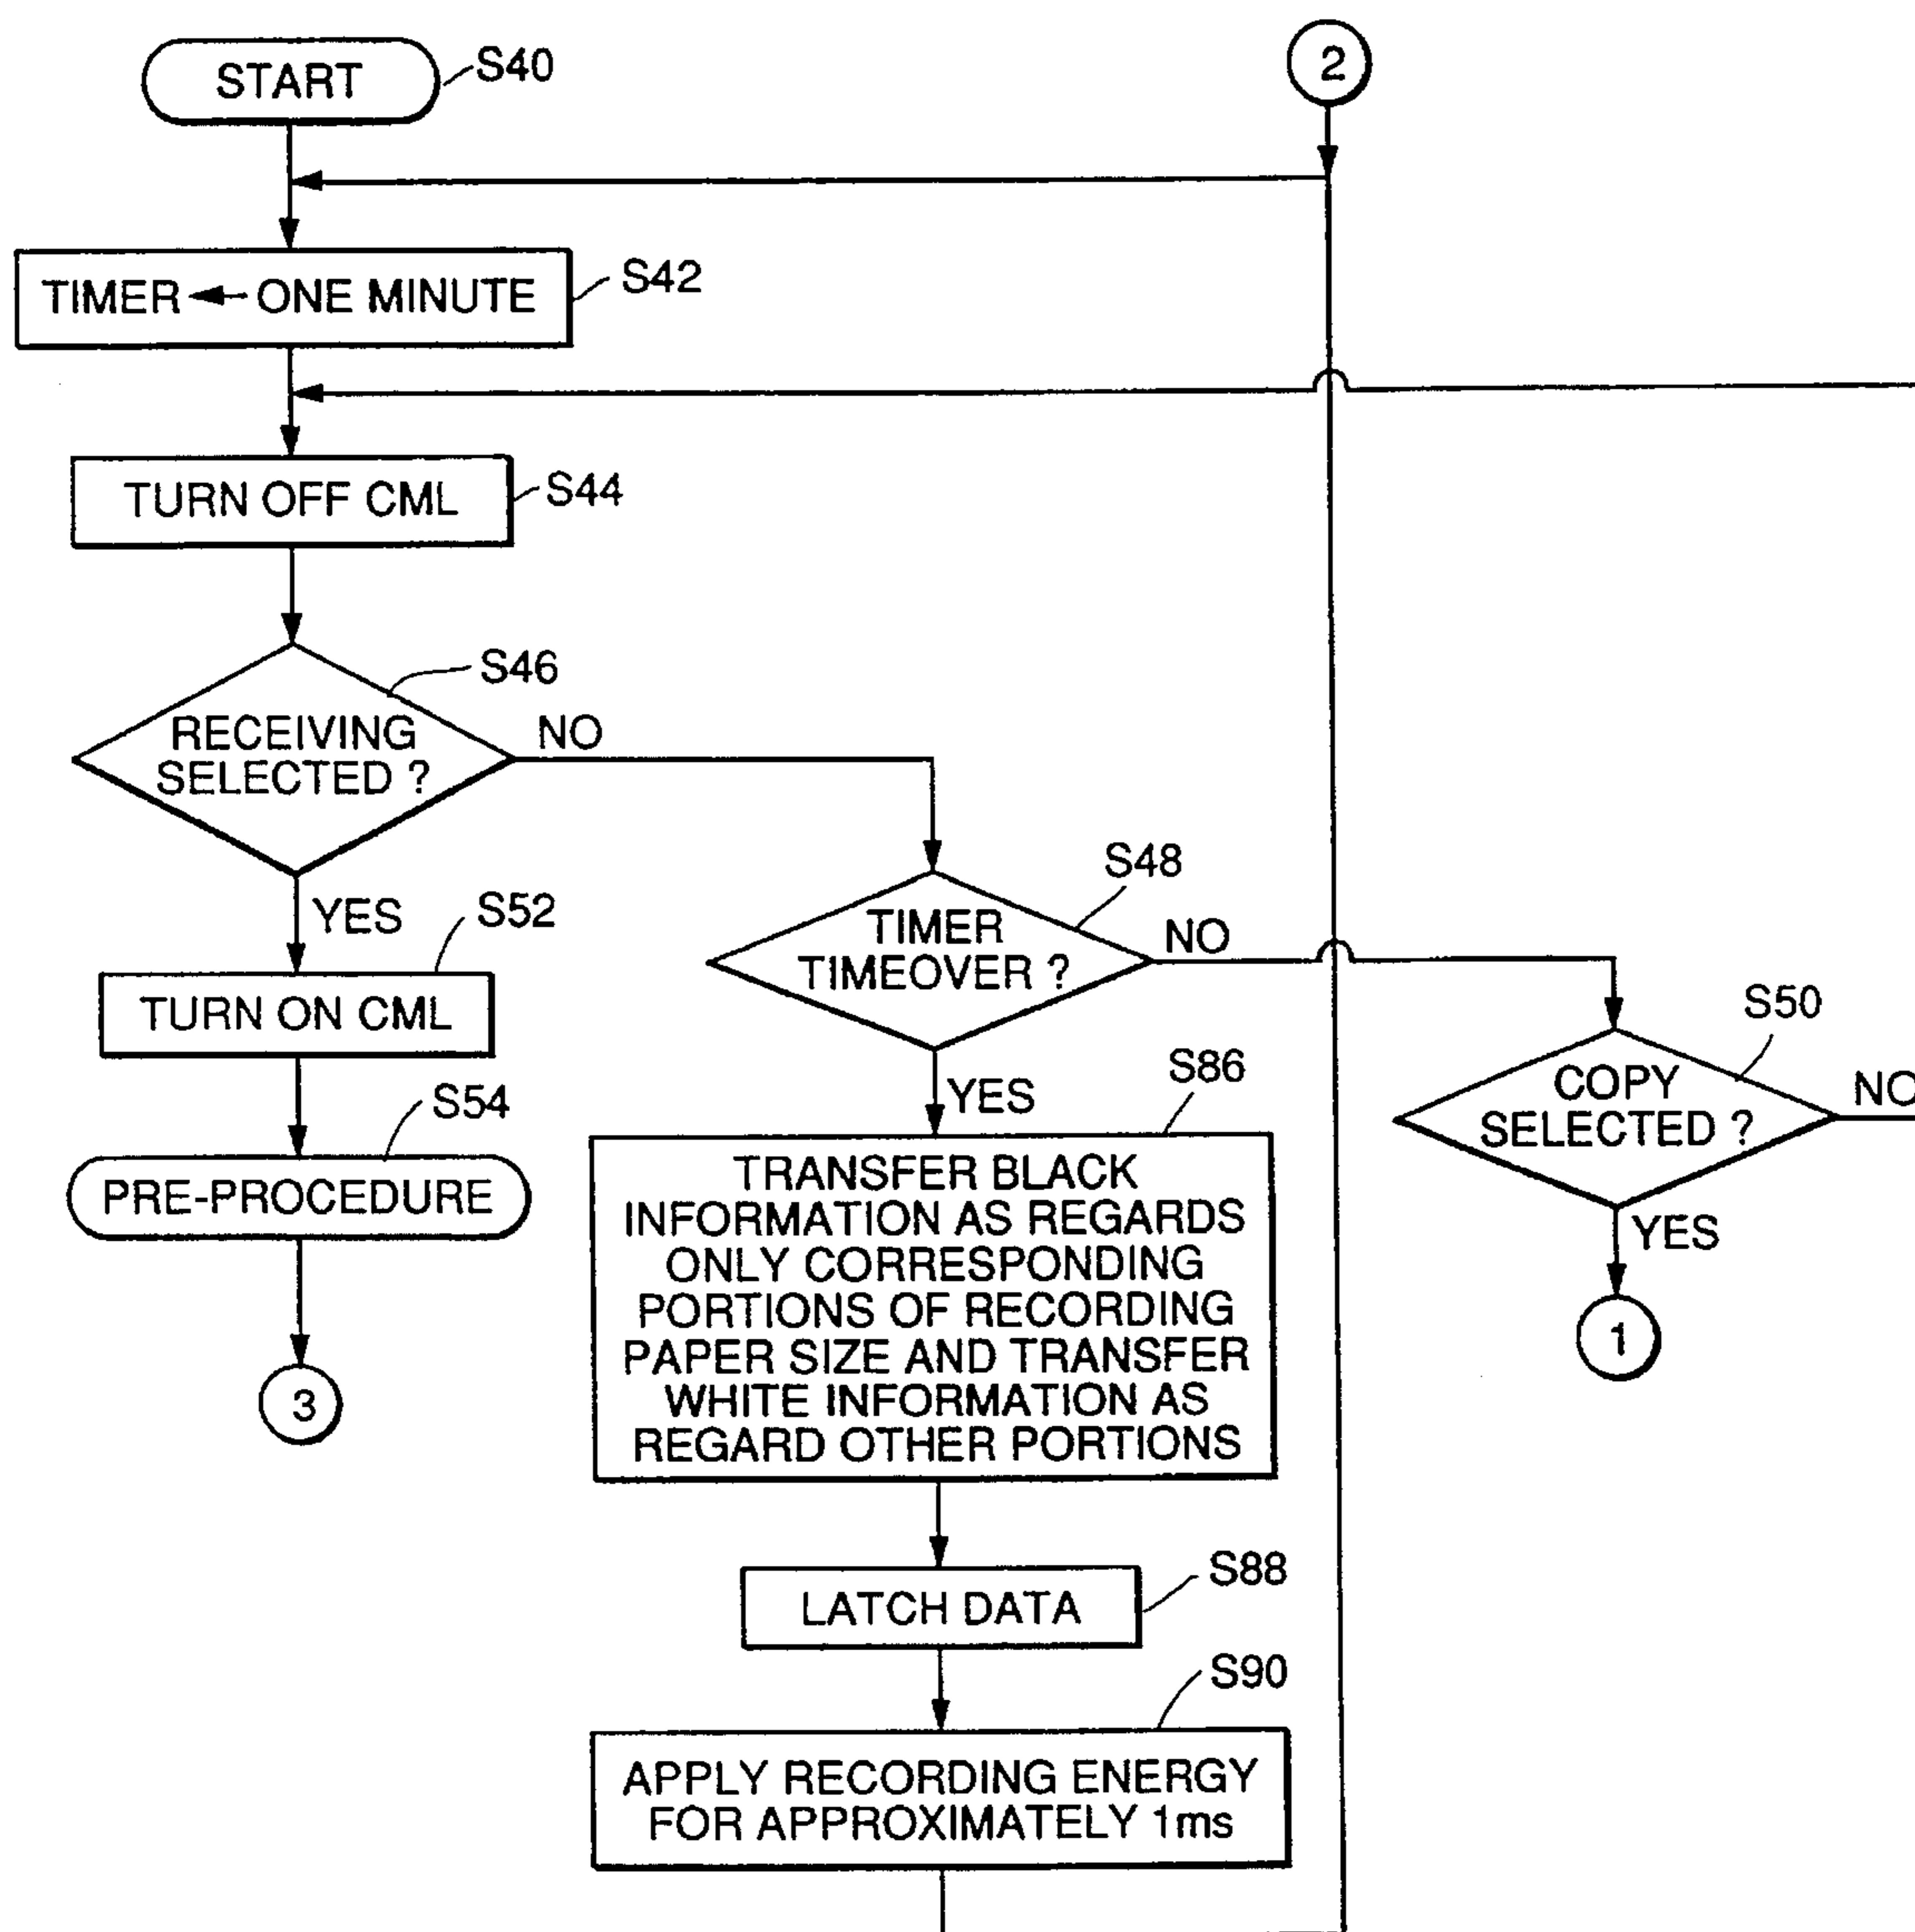 START
S40
2
TIMER ← ONE MINUTE
S42
TURN OFF CML
S44
S46
RECEIVING
SELECTED ?
NO
YES
S52
TURN ON CML
S54
PRE-PROCEDURE
3
S48
TIMER
TIMEOVER ?
NO
YES
S50
COPY
SELECTED ?
NO
YES
1
S86
TRANSFER BLACK
INFORMATION AS REGARDS
ONLY CORRESPONDING
PORTIONS OF RECORDING
PAPER SIZE AND TRANSFER
WHITE INFORMATION AS
REGARD OTHER PORTIONS
S88
LATCH DATA
S90
APPLY RECORDING ENERGY
FOR APPROXIMATELY 1ms